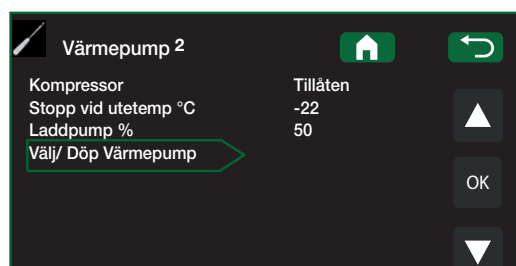 Värmepump 2
Kompressor Tillåten
Stopp vid utetemp °C -22
Laddpump % 50
Välj/ Döp Värmepump
OK